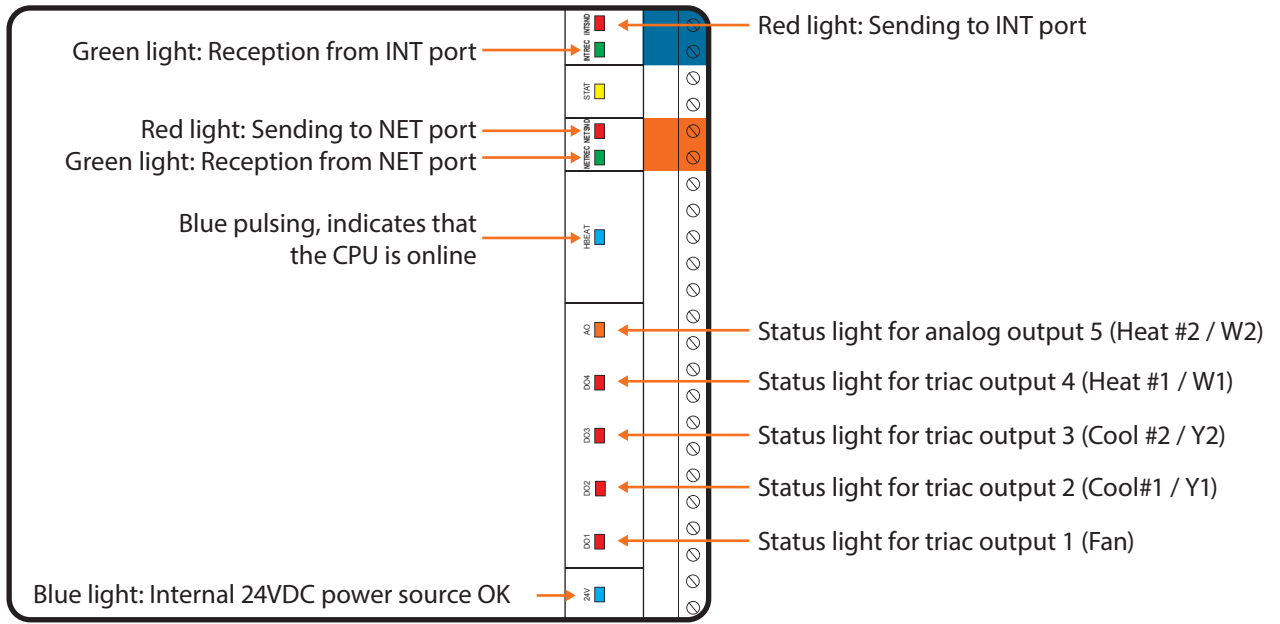 Red light: Sending to INT port
INTSND
Green light: Reception from INT port
INTREC
STAT
Red light: Sending to NET port
NETSND
Green light: Reception from NET port
NETREC
Blue pulsing, indicates that
the CPU is online
HBEAT
AO
Status light for analog output 5 (Heat #2 / W2)
DO4
Status light for triac output 4 (Heat #1 / W1)
DO3
Status light for triac output 3 (Cool #2 / Y2)
DO2
Status light for triac output 2 (Cool#1 / Y1)
DO1
Status light for triac output 1 (Fan)
Blue light: Internal 24VDC power source OK
24V